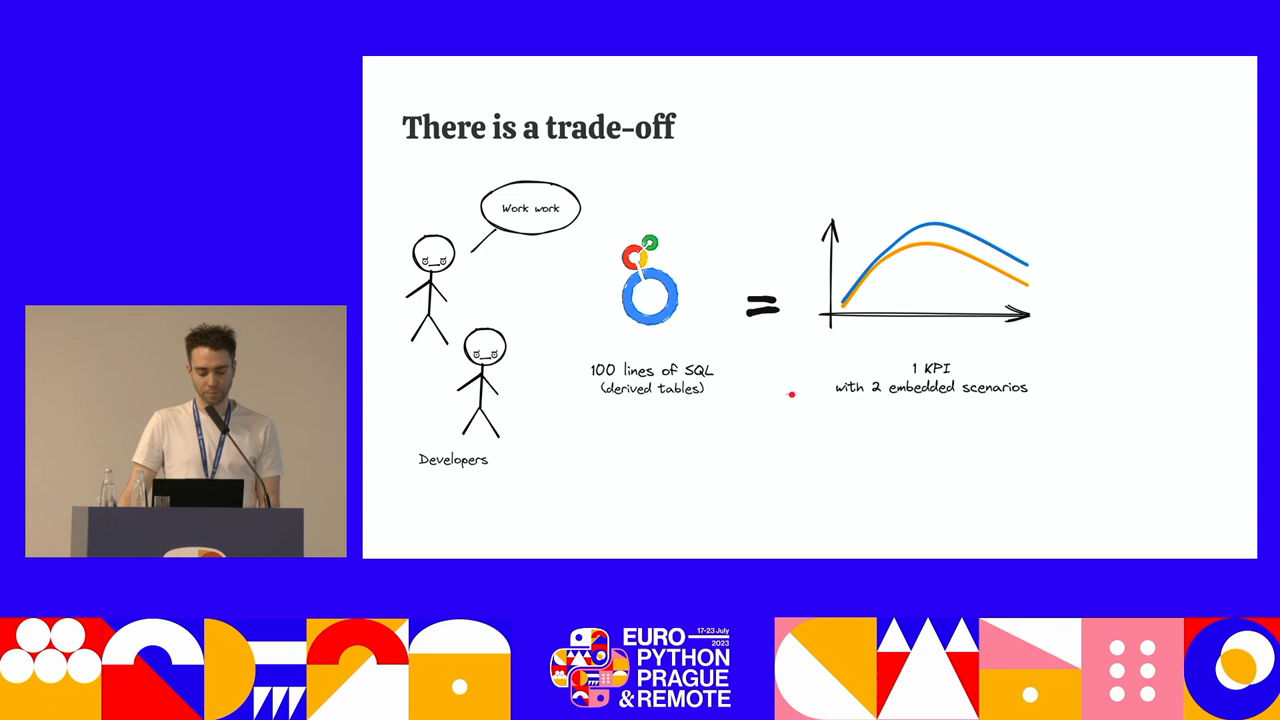 There is a trade-off
Work work
100 lines of SQL
(derived tables)
1 KPI
with 2 embedded scenarios
Developers
17-23 July
2023
EURO
PYTHON
PRAGUE
& REMOTE